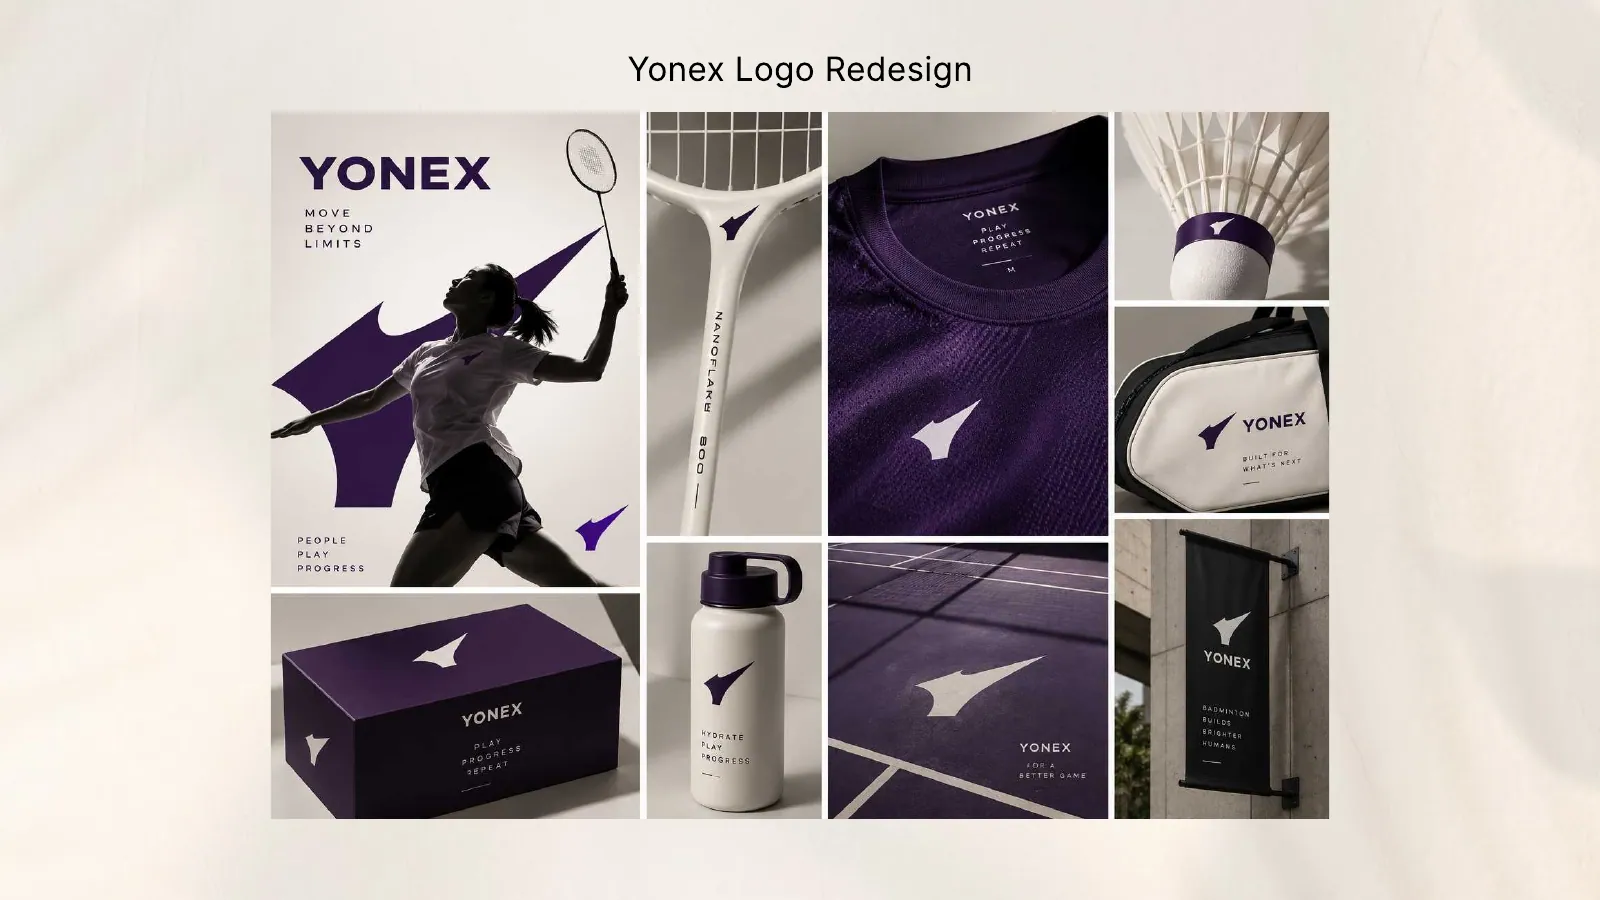 Yonex Logo Redesign
YONEX
MOVE
BEYOND
LIMITS
PEOPLE
PLAY
PROGRESS
NANOFLARE 800
YONEX
PLAY
PROGRESS
REPEAT
M
YONEX
BUILT FOR
WHAT'S NEXT
YONEX
PLAY
PROGRESS
REPEAT
HYDRATE
PLAY
PROGRESS
YONEX
FOR A
BETTER GAME
YONEX
BADMINTON
BUILDS
BRIGHTER
HUMANS